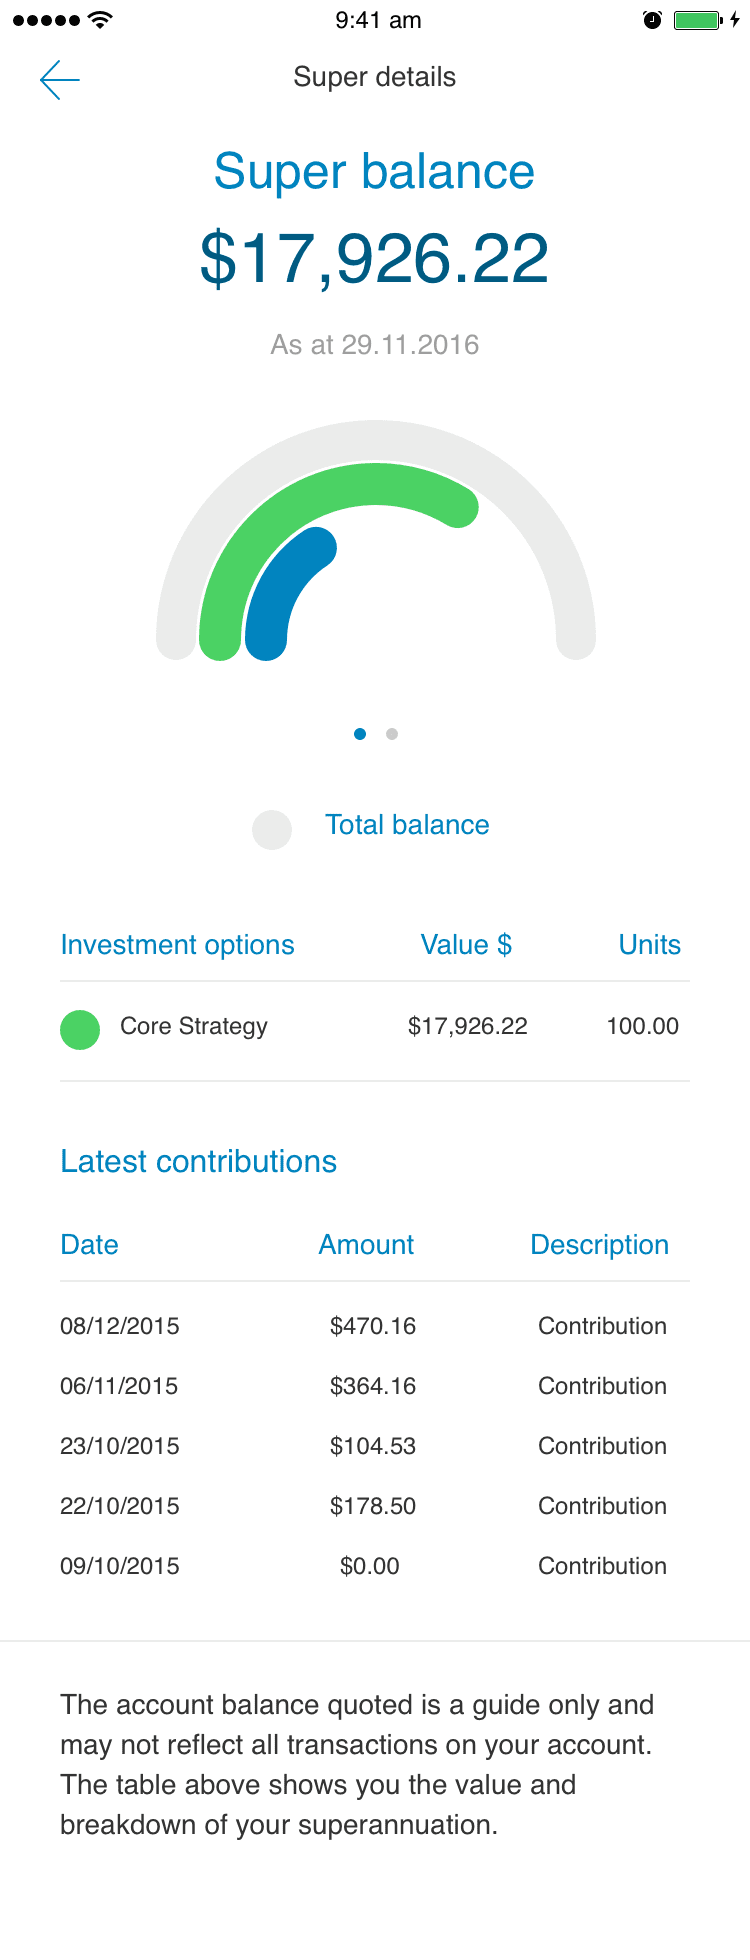 9:41 am
Super details
Super balance
$17,926.22
As at 29.11.2016
Total balance
Investment options Value $ Units
Core Strategy $17,926.22 100.00
Latest contributions
Date Amount Description
08/12/2015 $470.16 Contribution
06/11/2015 $364.16 Contribution
23/10/2015 $104.53 Contribution
22/10/2015 $178.50 Contribution
09/10/2015 $0.00 Contribution
The account balance quoted is a guide only and
may not reflect all transactions on your account.
The table above shows you the value and
breakdown of your superannuation.